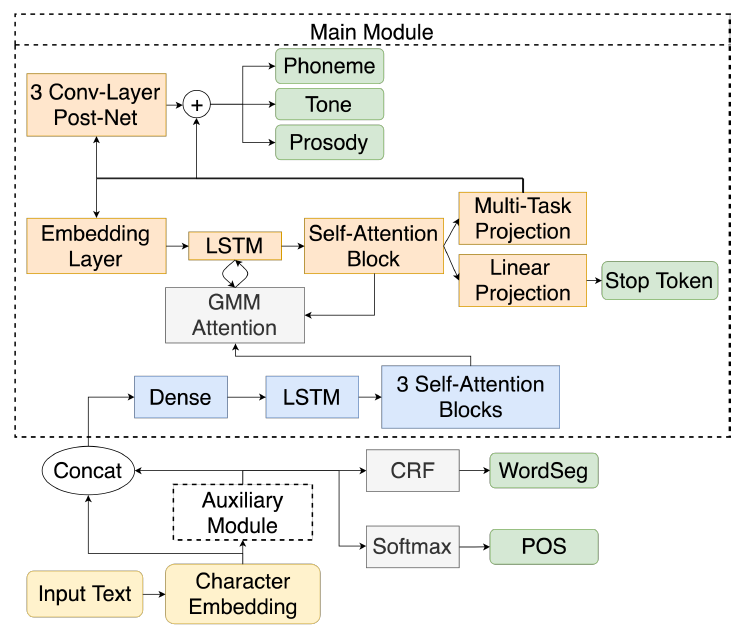 Main Module
3 Conv-Layer
Post-Net
+
Phoneme
Tone
Prosody
Embedding
Layer
LSTM
Self-Attention
Block
Multi-Task
Projection
Linear
Projection
Stop Token
GMM
Attention
Dense
LSTM
3 Self-Attention
Blocks
Concat
CRF
WordSeg
Auxiliary
Module
Softmax
POS
Input Text
Character
Embedding